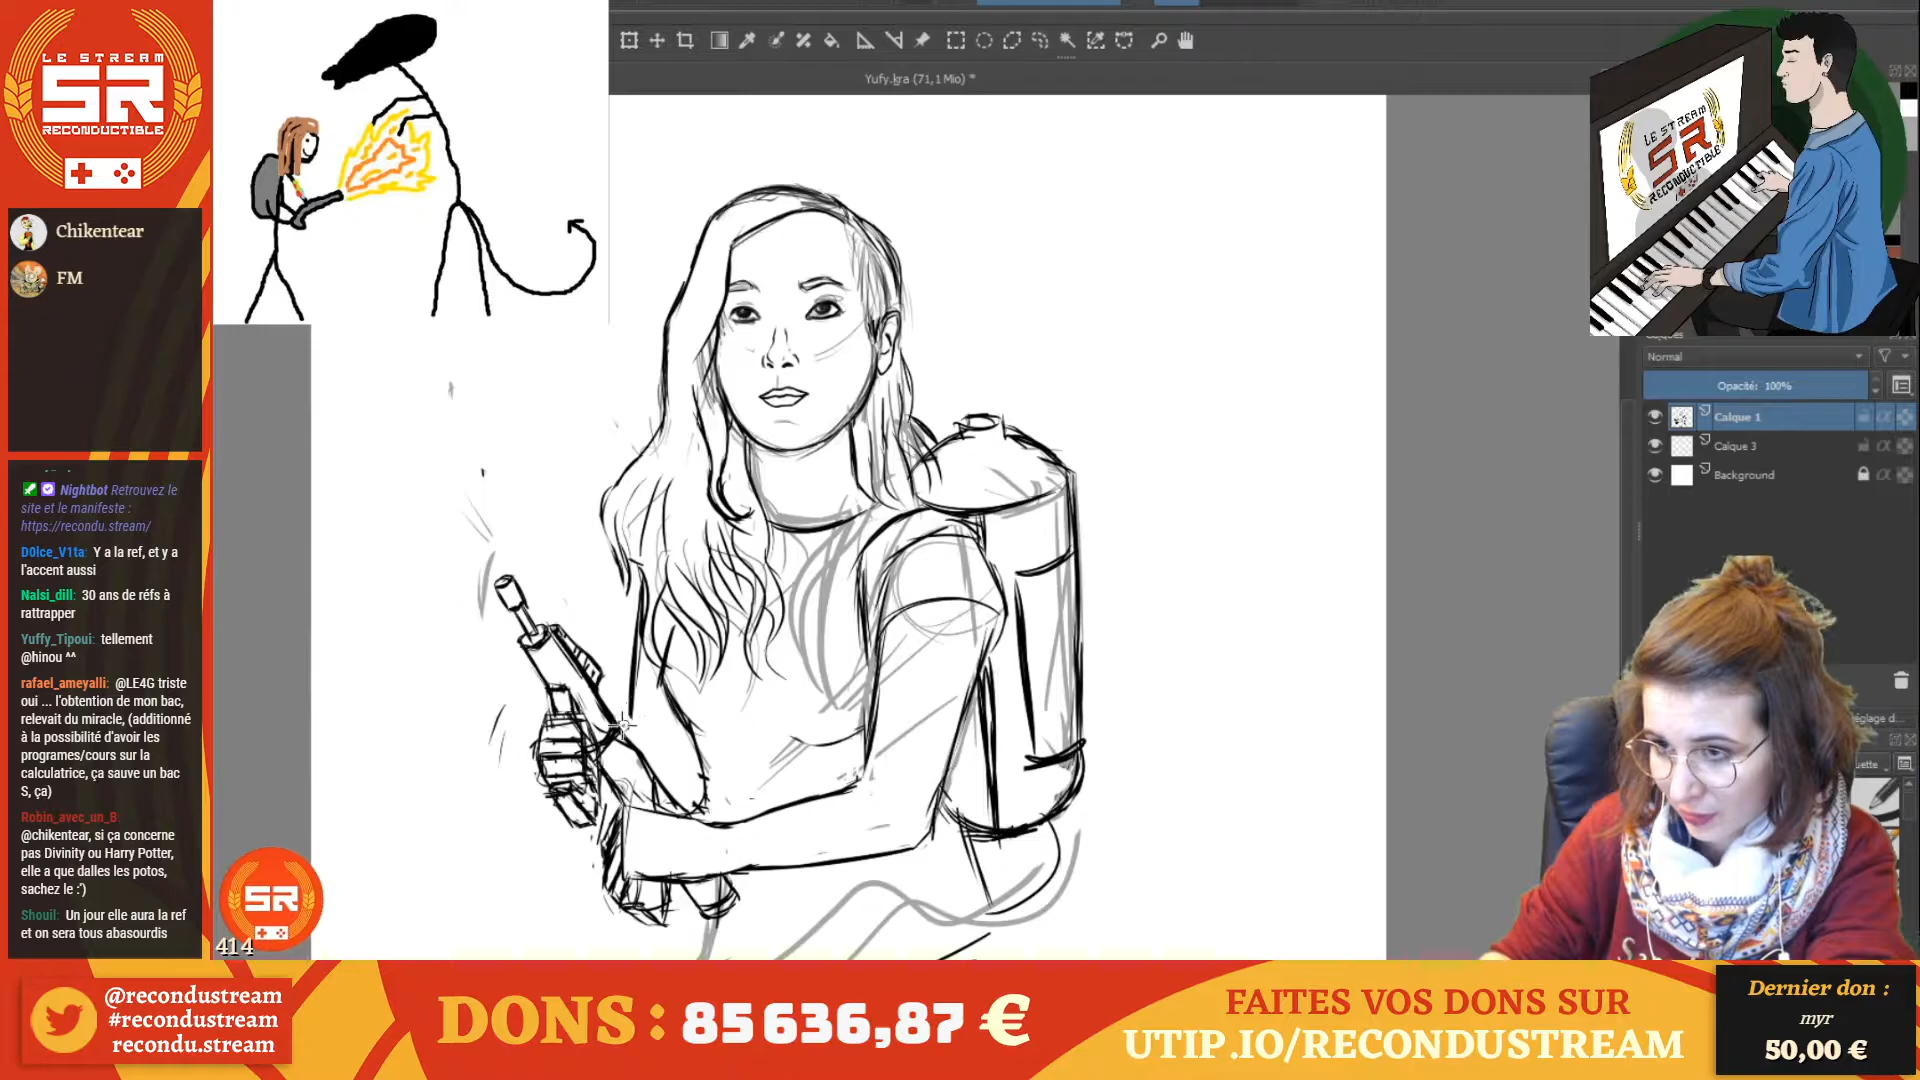 LE STREAM
SR
RECONDUCTIBLE
Chikentear
FM
Nightbot Retrouvez le
site et le manifeste :
https://recondu.stream/
D0lce_V1ta: Y a la ref, et y a
l'accent aussi
Nalsi_dill: 30 ans de réfs à
rattrapper
Yuffy_Tipoui: tellement
@hinou ^^
rafael_ameyalli: @LE4G triste
oui ... l'obtention de mon bac,
relevait du miracle, (additionné
à la possibilité d'avoir les
programes/cours sur la
calculatrice, ça sauve un bac
S, ça)
Robin_avec_un_B:
@chikentear, si ça concerne
pas Divinity ou Harry Potter,
elle a que dalles les potos,
sachez le :')
Shouil: Un jour elle aura la ref
et on sera tous abasourdis
SR
414
Yufy.kra (71,1 Mio) *
LE STREAM
SR
RECONDUCTIBLE
Normal
Opacité: 100%
Calque 1
Calque 3
Background
églage d...
@recondustream
#recondustream
recondu.stream
DONS : 85 636,87 €
FAITES VOS DONS SUR
UTIP.IO/RECONDUSTREAM
Dernier don :
myr
50,00 €